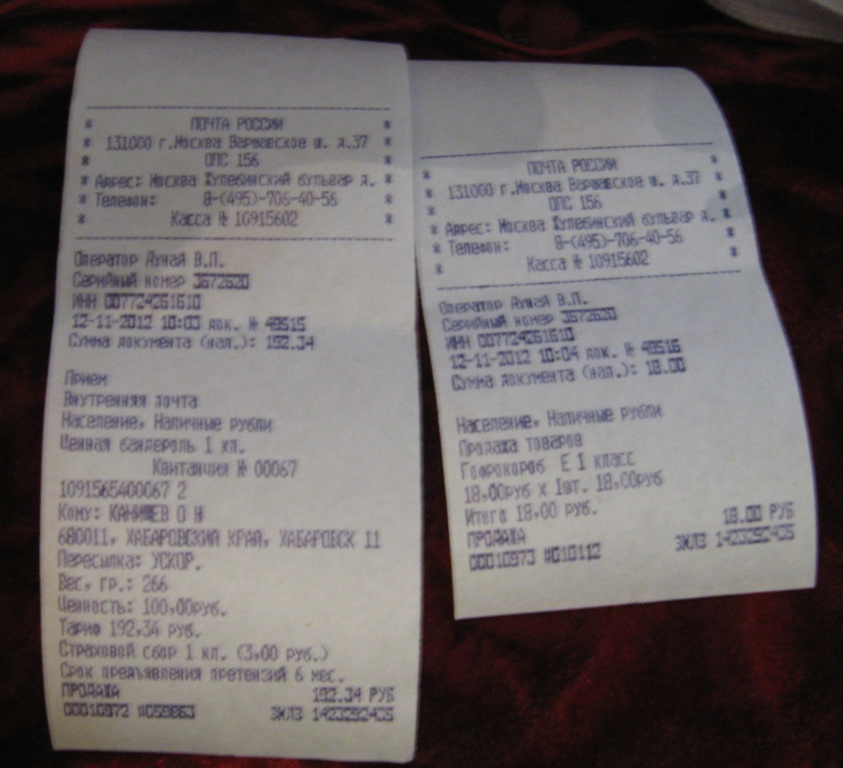 * ПОЧТА РОССИИ *
* 131000 г.Москва Варшавское ш. д.37 *
* ОПС 156 *
* Адрес: Москва Жулебинский бульвар д. *
* Телефон: 8-(495)-706-40-56 *
* Касса № 10915602 *
Оператор В.П.
Серийный номер 3672620
ИНН 007724261610
12-11-2012 10:03 док. № 49515
Сумма документа (нал.): 192.34
Прием
Внутренняя почта
Население, Наличные рубли
Ценная бандероль 1 кл.
Квитанция № 00067
1091565400067 2
Кому: О Н
680011, ХАБАРОВСКИЙ КРАЙ, ХАБАРОВСК 11
Пересылка: УСКОР.
Вес, гр.: 266
Ценность: 100,00руб.
Тариф 192,34 руб.
Страховой сбор 1 кл. (3,00 руб.)
Срок предъявления претензий 6 мес.
ПРОДАЖА 192.34 РУБ
00010972 #059863 ЭКЛЗ 1423292435
* ПОЧТА РОССИИ *
* 131000 г.Москва Варшавское ш. д.37 *
* ОПС 156 *
* Адрес: Москва Жулебинский бульвар д. *
* Телефон: 8-(495)-706-40-56 *
* Касса № 10915602 *
Оператор В.П.
Серийный номер 3672620
ИНН 007724261610
12-11-2012 10:04 док. № 49516
Сумма документа (нал.): 18.00
Население, Наличные рубли
Продажа товаров
Гофрокороб Е 1 класс
18,00руб X 1шт. 18,00руб
Итого 18,00 руб.
18.00 РУБ
ПРОДАЖА
00010973 #010112 ЭКЛЗ 1423292435